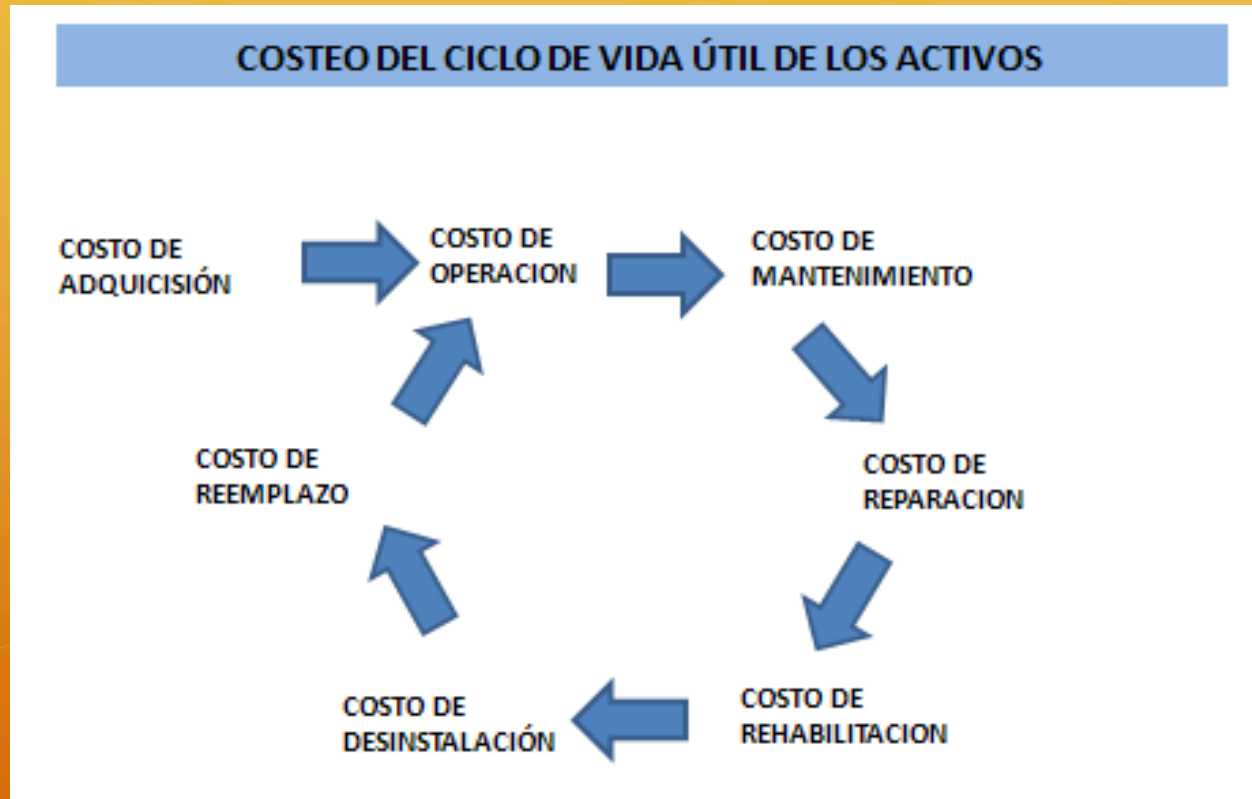 COSTEO DEL CICLO DE VIDA ÚTIL DE LOS ACTIVOS
COSTO DE
ADQUICISIÓN
COSTO DE
OPERACION
COSTO DE
MANTENIMIENTO
COSTO DE
REPARACION
COSTO DE
REHABILITACION
COSTO DE
DESINSTALACIÓN
COSTO DE
REEMPLAZO